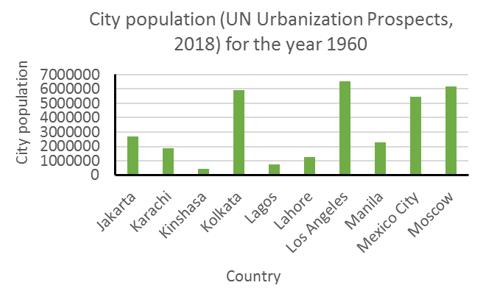 City population (UN Urbanization Prospects,
2018) for the year 1960
City population
7000000
6000000
5000000
4000000
3000000
2000000
1000000
0
Jakarta
Karachi
Kinshasa
Kolkata
Lagos
Lahore
Los Angeles
Manila
Mexico City
Moscow
Country